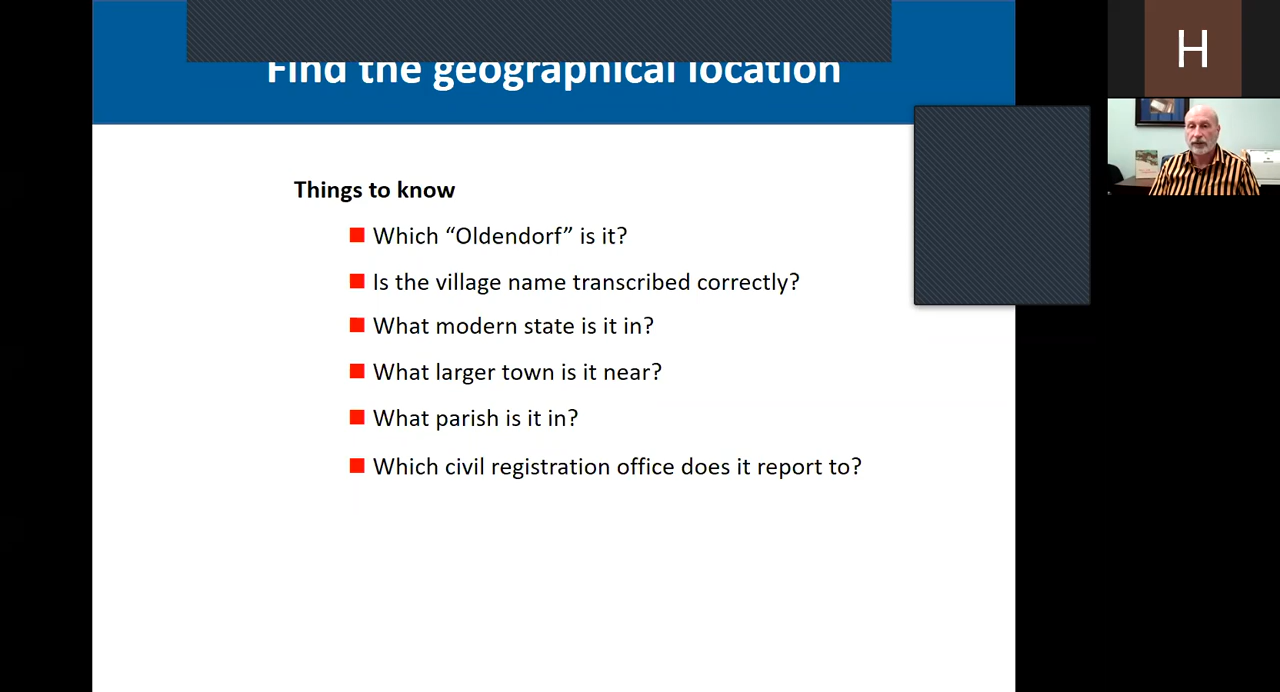 Find the geographical location
H
Things to know
Which “Oldendorf” is it?
Is the village name transcribed correctly?
What modern state is it in?
What larger town is it near?
What parish is it in?
Which civil registration office does it report to?